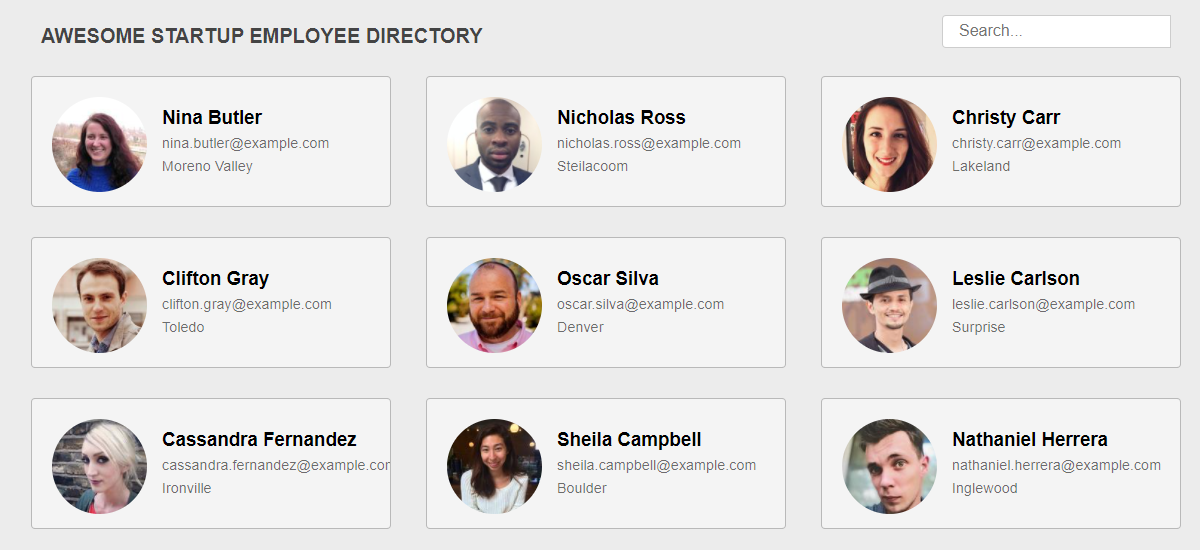 AWESOME STARTUP EMPLOYEE DIRECTORY
Search...
Nina Butler
nina.butler@example.com
Moreno Valley
Nicholas Ross
nicholas.ross@example.com
Steilacoom
Christy Carr
christy.carr@example.com
Lakeland
Clifton Gray
clifton.gray@example.com
Toledo
Oscar Silva
oscar.silva@example.com
Denver
Leslie Carlson
leslie.carlson@example.com
Surprise
Cassandra Fernandez
cassandra.fernandez@example.cor
Ironville
Sheila Campbell
sheila.campbell@example.com
Boulder
Nathaniel Herrera
nathaniel.herrera@example.com
Inglewood